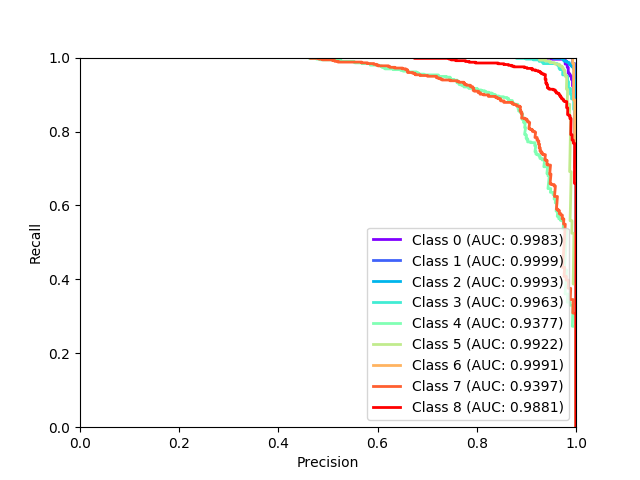 1.0
0.8
0.6
0.4
0.2
0.0
Recall
Class 0 (AUC: 0.9983)
Class 1 (AUC: 0.9999)
Class 2 (AUC: 0.9993)
Class 3 (AUC: 0.9963)
Class 4 (AUC: 0.9377)
Class 5 (AUC: 0.9922)
Class 6 (AUC: 0.9991)
Class 7 (AUC: 0.9397)
Class 8 (AUC: 0.9881)
0.0 0.2 0.4 0.6 0.8 1.0
Precision